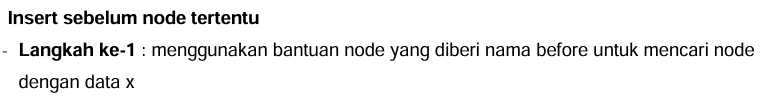 Insert sebelum node tertentu
- Langkah ke-1 : menggunakan bantuan node yang diberi nama before untuk mencari node
dengan data x